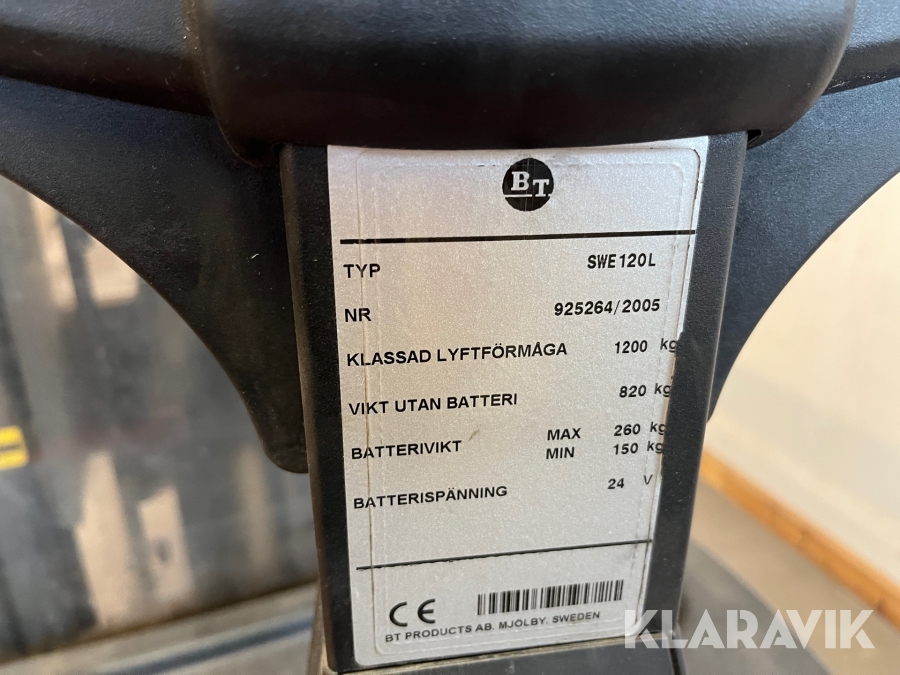 BT
TYP SWE120L
NR 925264/2005
KLASSAD LYFTFÖRMÅGA 1200 kg
VIKT UTAN BATTERI 820 kg
BATTERIVIKT MAX 260 kg
MIN 150 kg
BATTERISPÄNNING 24 V
CE
BT PRODUCTS AB. MJOLBY. SWEDEN
KLARAVIK